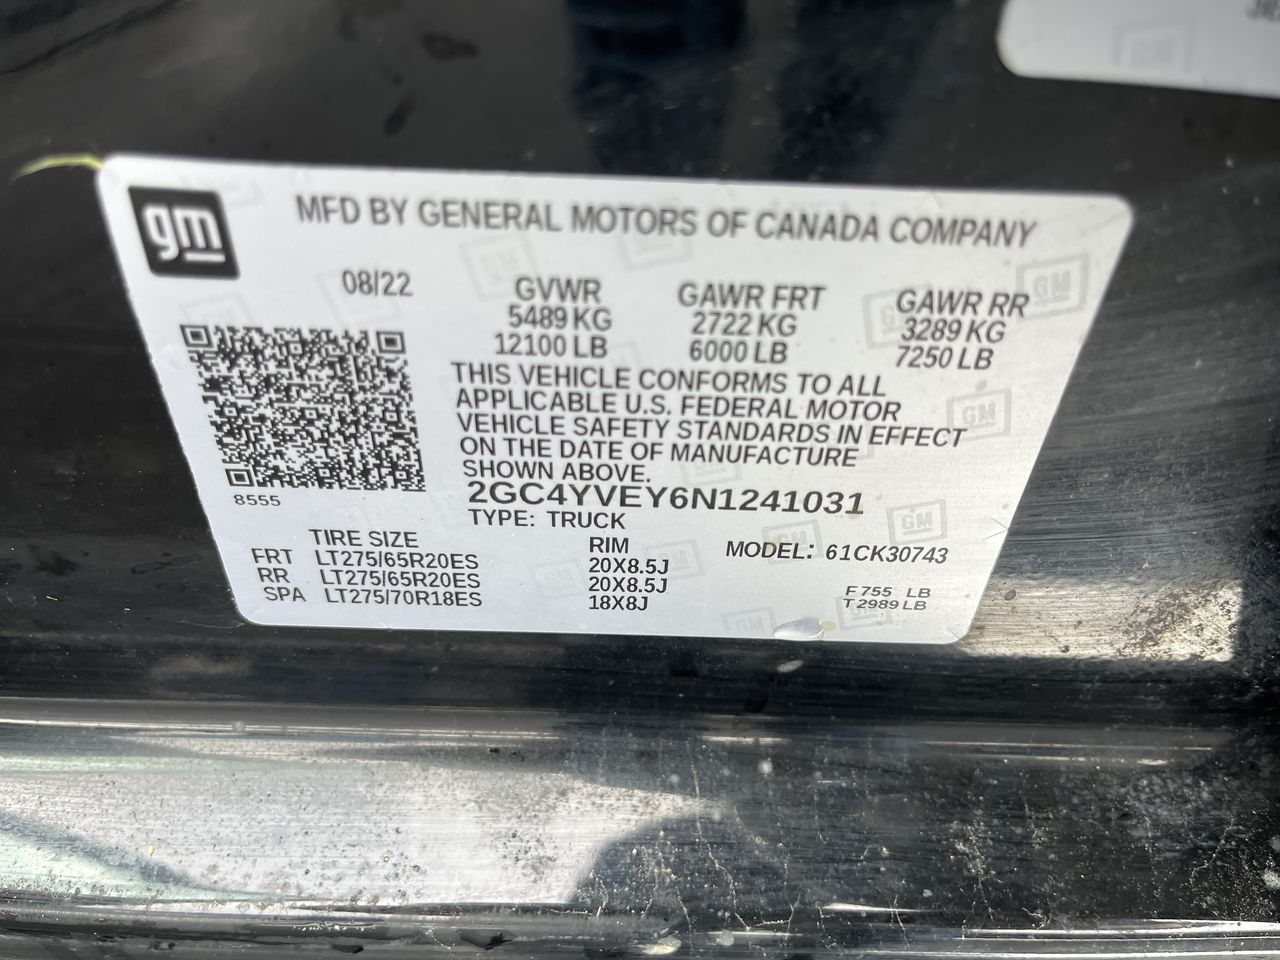 gm
MFD BY GENERAL MOTORS OF CANADA COMPANY
08/22
GVWR GAWR FRT GAWR RR
5489 KG 2722 KG 3289 KG
12100 LB 6000 LB 7250 LB
THIS VEHICLE CONFORMS TO ALL
APPLICABLE U.S. FEDERAL MOTOR
VEHICLE SAFETY STANDARDS IN EFFECT
ON THE DATE OF MANUFACTURE
SHOWN ABOVE.
8555
2GC4YVEY6N1241031
TYPE: TRUCK
TIRE SIZE RIM MODEL: 61CK30743
FRT LT275/65R20ES 20X8.5J
RR LT275/65R20ES 20X8.5J
SPA LT275/70R18ES 18X8J
F 755 LB
T 2989 LB